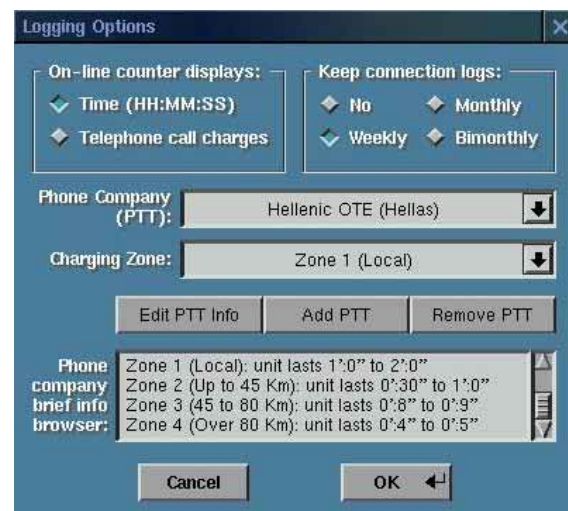 Logging Options
On-line counter displays:
Time (HH:MM:SS)
Telephone call charges
Keep connection logs:
No
Monthly
Weekly
Bimonthly
Phone Company
(PTT):
Hellenic OTE (Hellas)
Charging Zone:
Zone 1 (Local)
Edit PTT Info
Add PTT
Remove PTT
Phone
company
brief info
browser:
Zone 1 (Local): unit lasts 1':0" to 2':0"
Zone 2 (Up to 45 Km): unit lasts 0':30" to 1':0"
Zone 3 (45 to 80 Km): unit lasts 0':8" to 0':9"
Zone 4 (Over 80 Km): unit lasts 0':4" to 0':5"
Cancel
OK